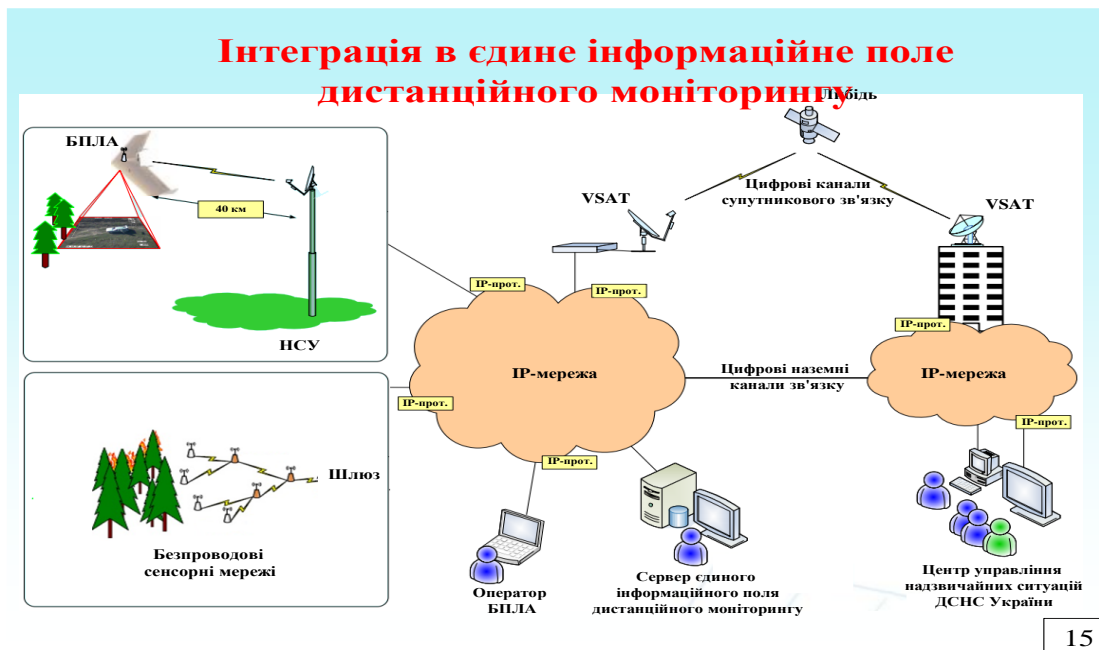 Інтеграція в єдине інформаційне поле
дистанційного моніторингу
Либідь
БПЛА
40 км
НСУ
VSAT
Цифрові канали
супутникового зв'язку
VSAT
IP-прот.
IP-прот.
IP-прот.
IP-мережа
Цифрові наземні
канали зв'язку
IP-мережа
IP-прот.
IP-прот.
IP-прот.
Шлюз
Безпроводові
сенсорні мережі
Оператор
БПЛА
Сервер єдиного
інформаційного поля
дистанційного моніторингу
Центр управління
надзвичайних ситуацій
ДСНС України
15